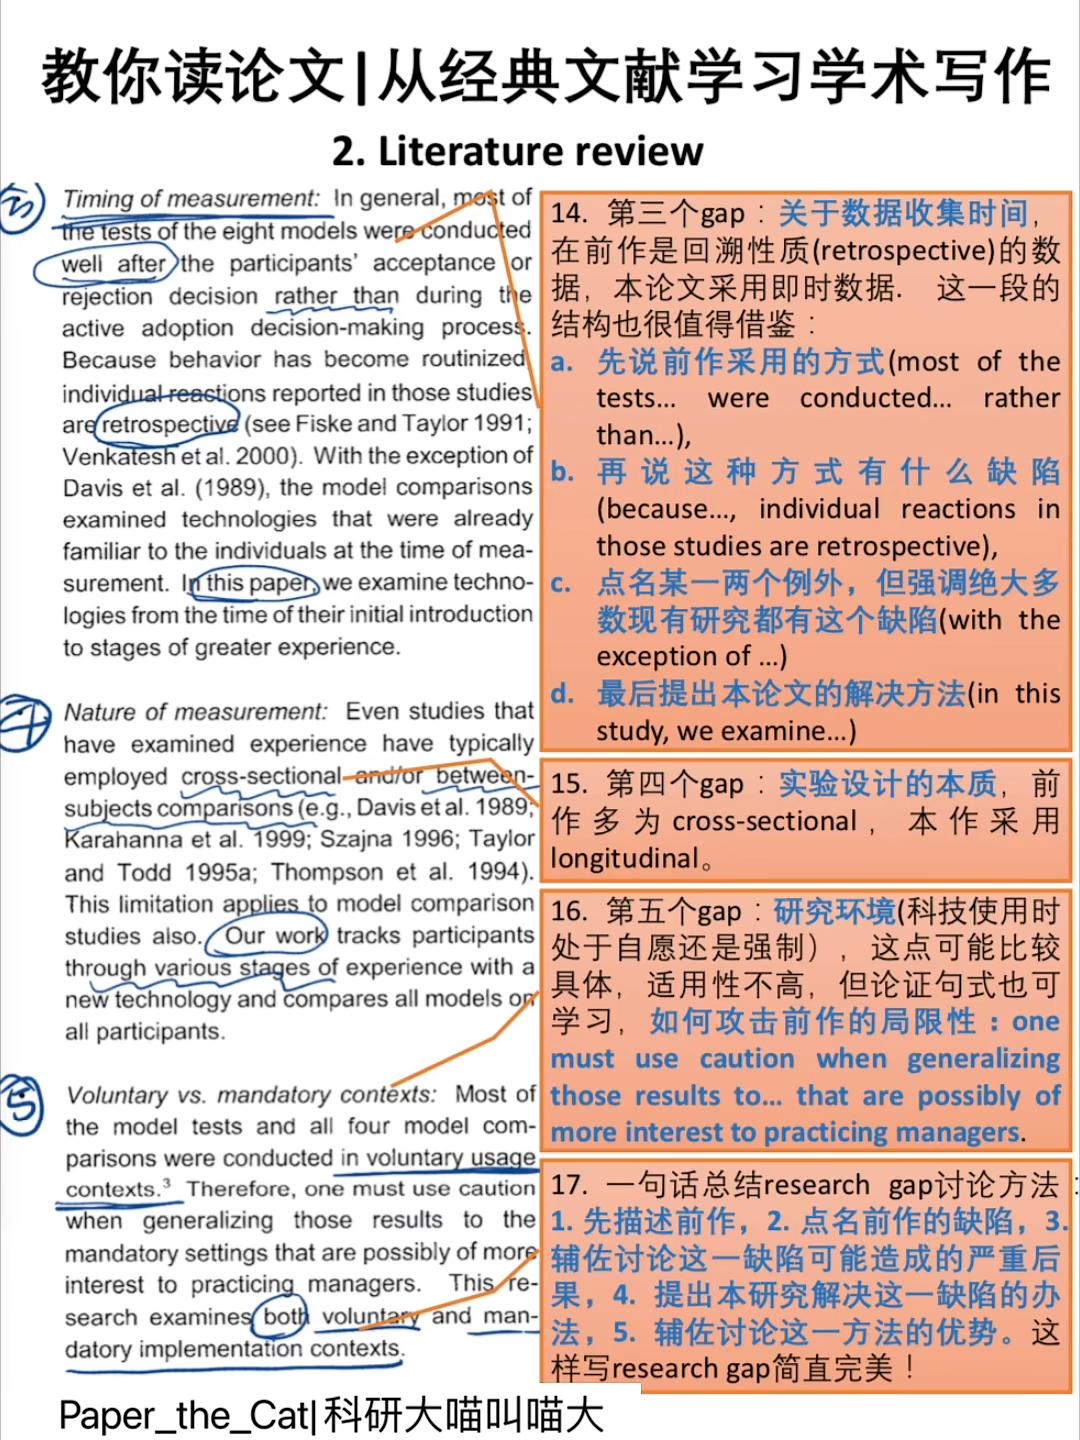 教你读论文|从经典文献学习学术写作
2. Literature review
③
Timing of measurement: In general, most of
the tests of the eight models were conducted
well after the participants' acceptance or
rejection decision rather than during the
active adoption decision-making process.
Because behavior has become routinized,
individual reactions reported in those studies
are retrospective (see Fiske and Taylor 1991;
Venkatesh et al. 2000). With the exception of
Davis et al. (1989), the model comparisons
examined technologies that were already
familiar to the individuals at the time of mea-
surement. In this paper, we examine techno-
logies from the time of their initial introduction
to stages of greater experience.
④
Nature of measurement: Even studies that
have examined experience have typically
employed cross-sectional and/or between-
subjects comparisons (e.g., Davis et al. 1989;
Karahanna et al. 1999; Szajna 1996; Taylor
and Todd 1995a; Thompson et al. 1994).
This limitation applies to model comparison
studies also. Our work tracks participants
through various stages of experience with a
new technology and compares all models on
all participants.
⑤
Voluntary vs. mandatory contexts: Most of
the model tests and all four model com-
parisons were conducted in voluntary usage
contexts.³ Therefore, one must use caution
when generalizing those results to the
mandatory settings that are possibly of more
interest to practicing managers. This re-
search examines both voluntary and man-
datory implementation contexts.
14. 第三个gap：关于数据收集时间，
在前作是回溯性质(retrospective)的数
据，本论文采用即时数据. 这一段的
结构也很值得借鉴：
a. 先说前作采用的方式(most of the
tests... were conducted... rather
than...),
b. 再说这种方式有什么缺陷
(because..., individual reactions in
those studies are retrospective),
c. 点名某一两个例外，但强调绝大多
数现有研究都有这个缺陷(with the
exception of ...)
d. 最后提出本论文的解决方法(in this
study, we examine...)
15. 第四个gap：实验设计的本质，前
作多为cross-sectional，本作采用
longitudinal。
16. 第五个gap：研究环境(科技使用时
处于自愿还是强制），这点可能比较
具体，适用性不高，但论证句式也可
学习，如何攻击前作的局限性：one
must use caution when generalizing
those results to... that are possibly of
more interest to practicing managers.
17. 一句话总结research gap讨论方法：
1. 先描述前作，2. 点名前作的缺陷，3.
辅佐讨论这一缺陷可能造成的严重后
果，4. 提出本研究解决这一缺陷的办
法，5. 辅佐讨论这一方法的优势。这
样写research gap简直完美！
Paper_the_Cat|科研大喵叫喵大